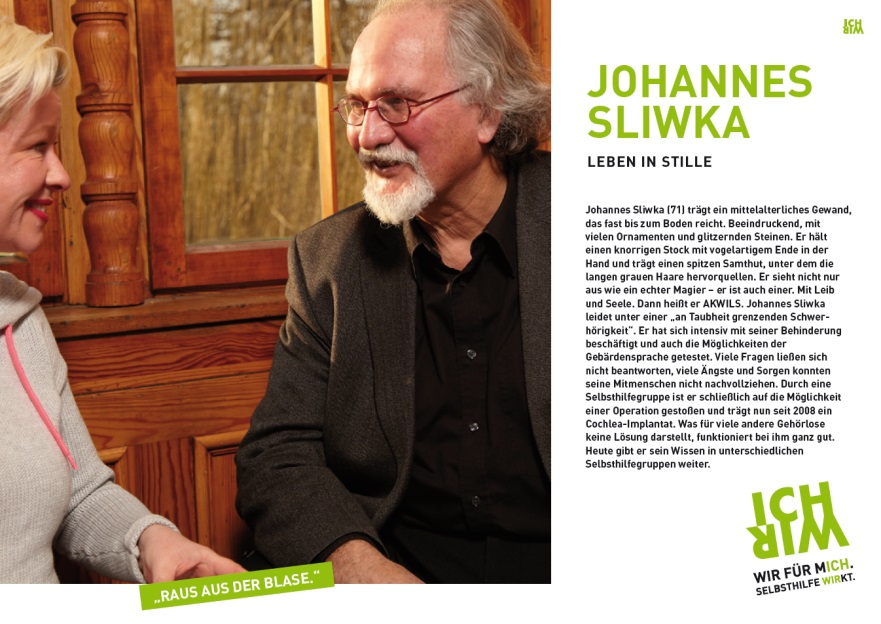 ICH
WIR
JOHANNES
SLIWKA
LEBEN IN STILLE
Johannes Sliwka (71) trägt ein mittelalterliches Gewand,
das fast bis zum Boden reicht. Beeindruckend, mit
vielen Ornamenten und glitzernden Steinen. Er hält
einen knorrigen Stock mit vogelartigem Ende in der
Hand und trägt einen spitzen Samthut, unter dem die
langen grauen Haare hervorquellen. Er sieht nicht nur
aus wie ein echter Magier – er ist auch einer. Mit Leib
und Seele. Dann heißt er AKWILS. Johannes Sliwka
leidet unter einer „an Taubheit grenzenden Schwer-
hörigkeit“. Er hat sich intensiv mit seiner Behinderung
beschäftigt und auch die Möglichkeiten der
Gebärdensprache getestet. Viele Fragen ließen sich
nicht beantworten, viele Ängste und Sorgen konnten
seine Mitmenschen nicht nachvollziehen. Durch eine
Selbsthilfegruppe ist er schließlich auf die Möglichkeit
einer Operation gestoßen und trägt nun seit 2008 ein
Cochlea-Implantat. Was für viele andere Gehörlose
keine Lösung darstellt, funktioniert bei ihm ganz gut.
Heute gibt er sein Wissen in unterschiedlichen
Selbsthilfegruppen weiter.
„RAUS AUS DER BLASE.“
ICH
WIR
WIR FÜR MICH.
SELBSTHILFE WIRKT.